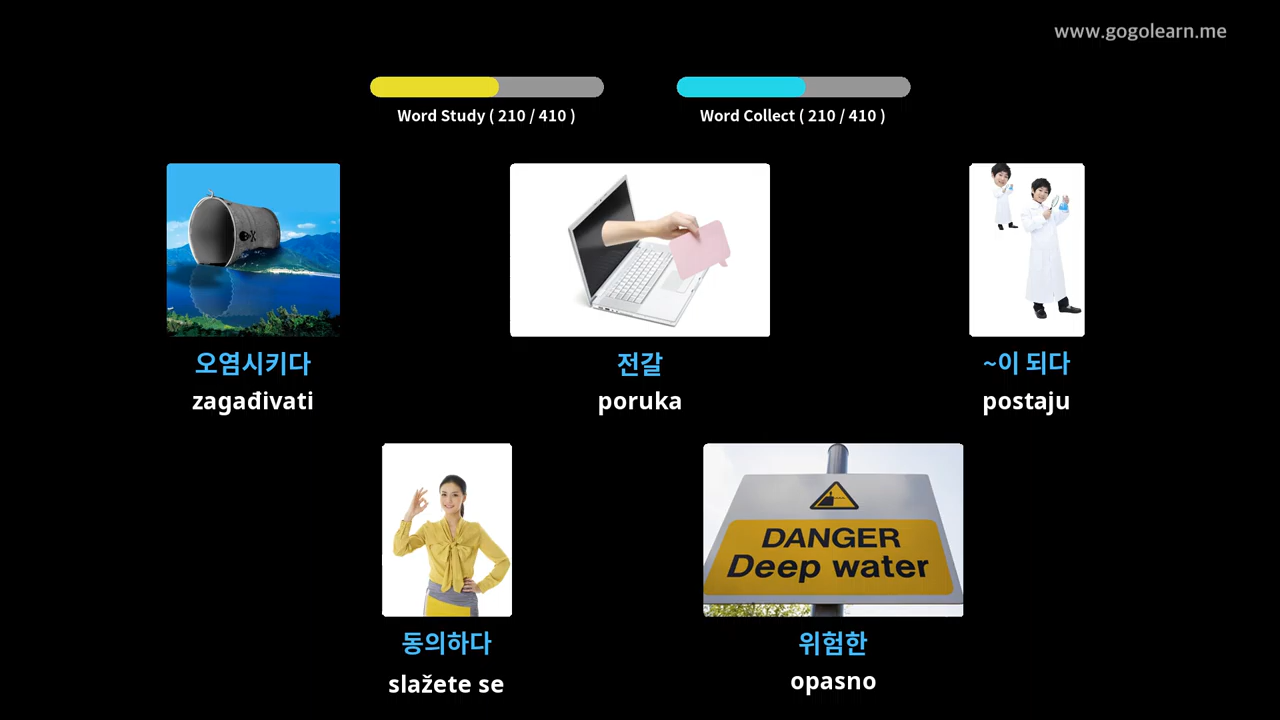 www.gogolearn.me
Word Study ( 210 / 410 )
Word Collect ( 210 / 410 )
오염시키다
zagađivati
전갈
poruka
~이 되다
postaju
DANGER
Deep water
동의하다
slažete se
위험한
opasno